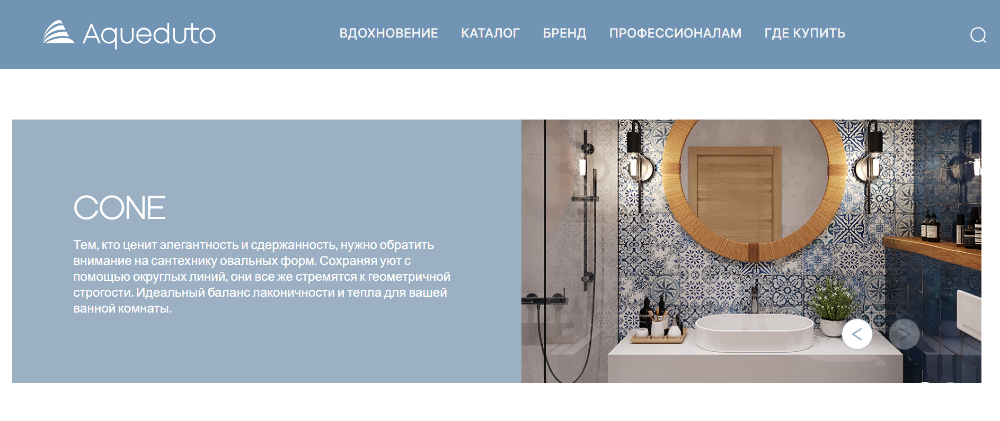 Aqueduto
ВДОХНОВЕНИЕ
КАТАЛОГ
БРЕНД
ПРОФЕССИОНАЛАМ
ГДЕ КУПИТЬ
CONE
Тем, кто ценит элегантность и сдержанность, нужно обратить
внимание на сантехнику овальных форм. Сохраняя уют с
помощью округлых линий, они все же стремятся к геометричной
строгости. Идеальный баланс лаконичности и тепла для вашей
ванной комнаты.